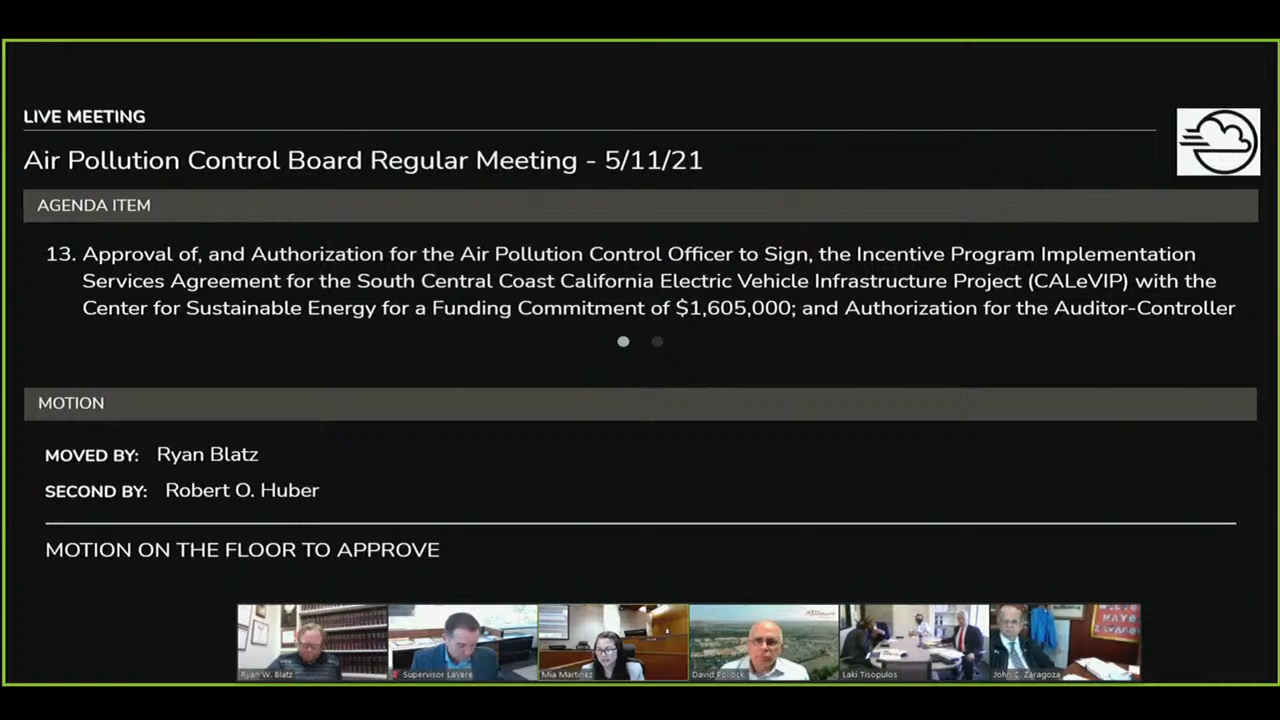 LIVE MEETING
Air Pollution Control Board Regular Meeting - 5/11/21
AGENDA ITEM
13. Approval of, and Authorization for the Air Pollution Control Officer to Sign, the Incentive Program Implementation
Services Agreement for the South Central Coast California Electric Vehicle Infrastructure Project (CALeVIP) with the
Center for Sustainable Energy for a Funding Commitment of $1,605,000; and Authorization for the Auditor-Controller
MOTION
MOVED BY: Ryan Blatz
SECOND BY: Robert O. Huber
MOTION ON THE FLOOR TO APPROVE
Ryan W. Blatz
Supervisor LaVere
Mia Martinez
David Pollock
Laki Tisopulos
John C. Zaragoza